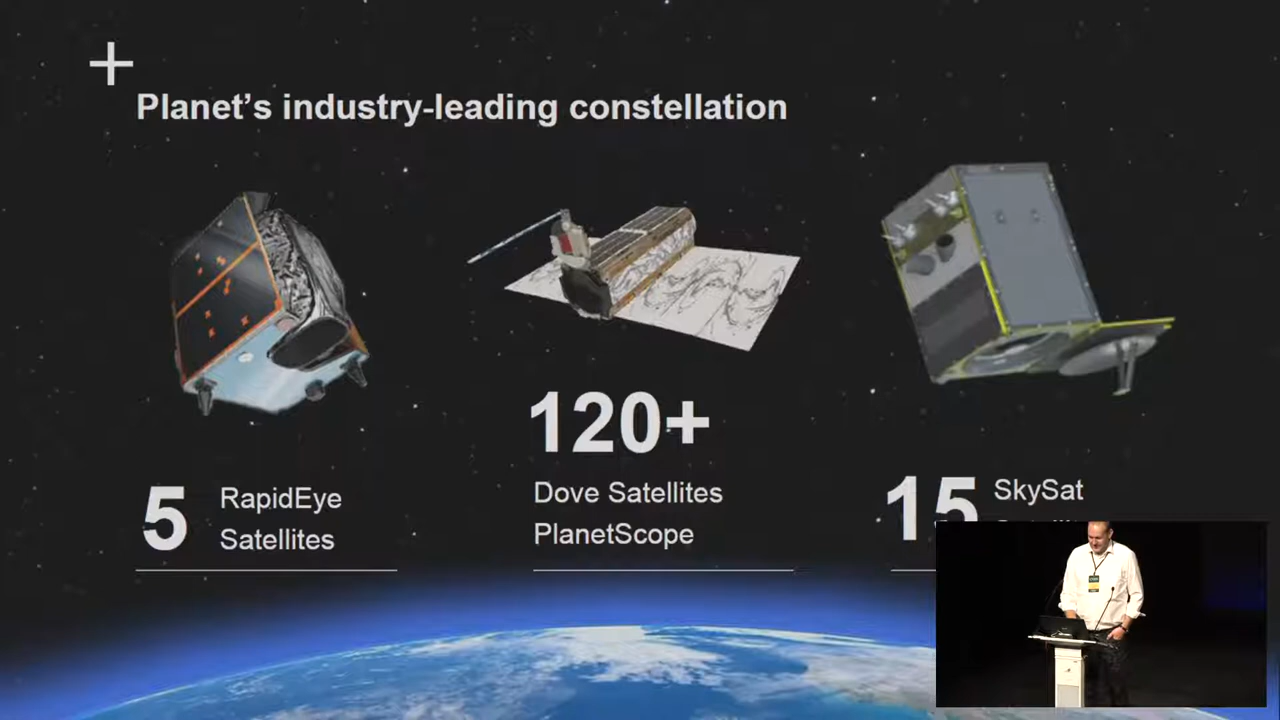 Planet’s industry-leading constellation
5
RapidEye
Satellites
120+
Dove Satellites
PlanetScope
15
SkySat